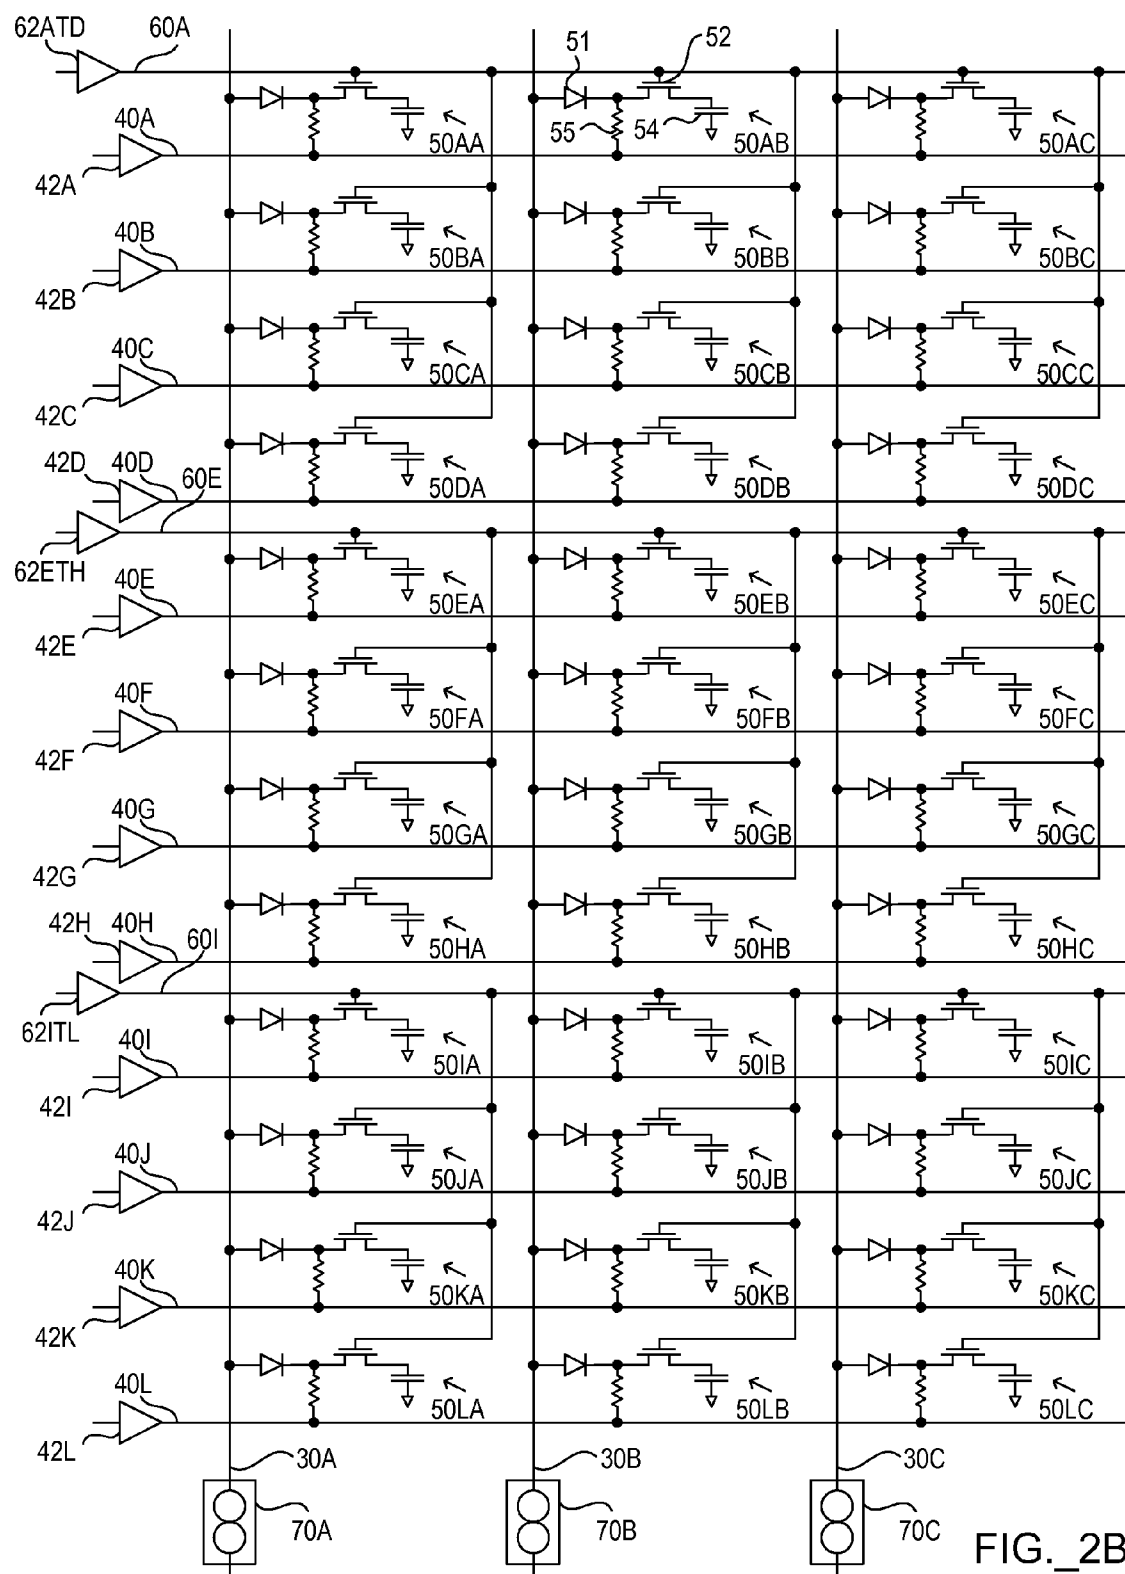 62ATD 60A 51 52
40A 55 54
42A 50AA 50AB 50AC
40B
42B 50BA 50BB 50BC
40C
42C 50CA 50CB 50CC
42D 40D 60E 50DA 50DB 50DC
62ETH
40E 50EA 50EB 50EC
42E
40F 50FA 50FB 50FC
42F
40G 50GA 50GB 50GC
42G
42H 40H 60I 50HA 50HB 50HC
62ITL
40I 50IA 50IB 50IC
42I
40J 50JA 50JB 50JC
42J
40K 50KA 50KB 50KC
42K
40L 50LA 50LB 50LC
42L
30A 30B 30C
70A 70B 70C
FIG._2B